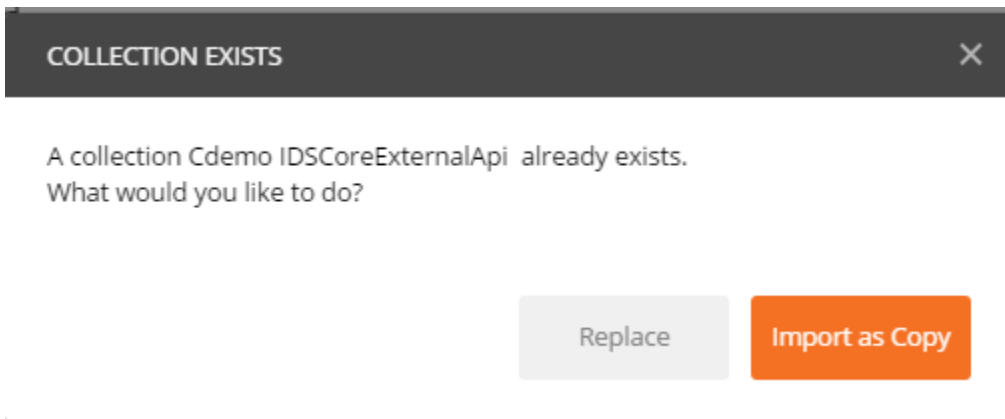 COLLECTION EXISTS
A collection Cdemo IDSCoreExternalApi  already exists.
What would you like to do?
Replace
Import as Copy